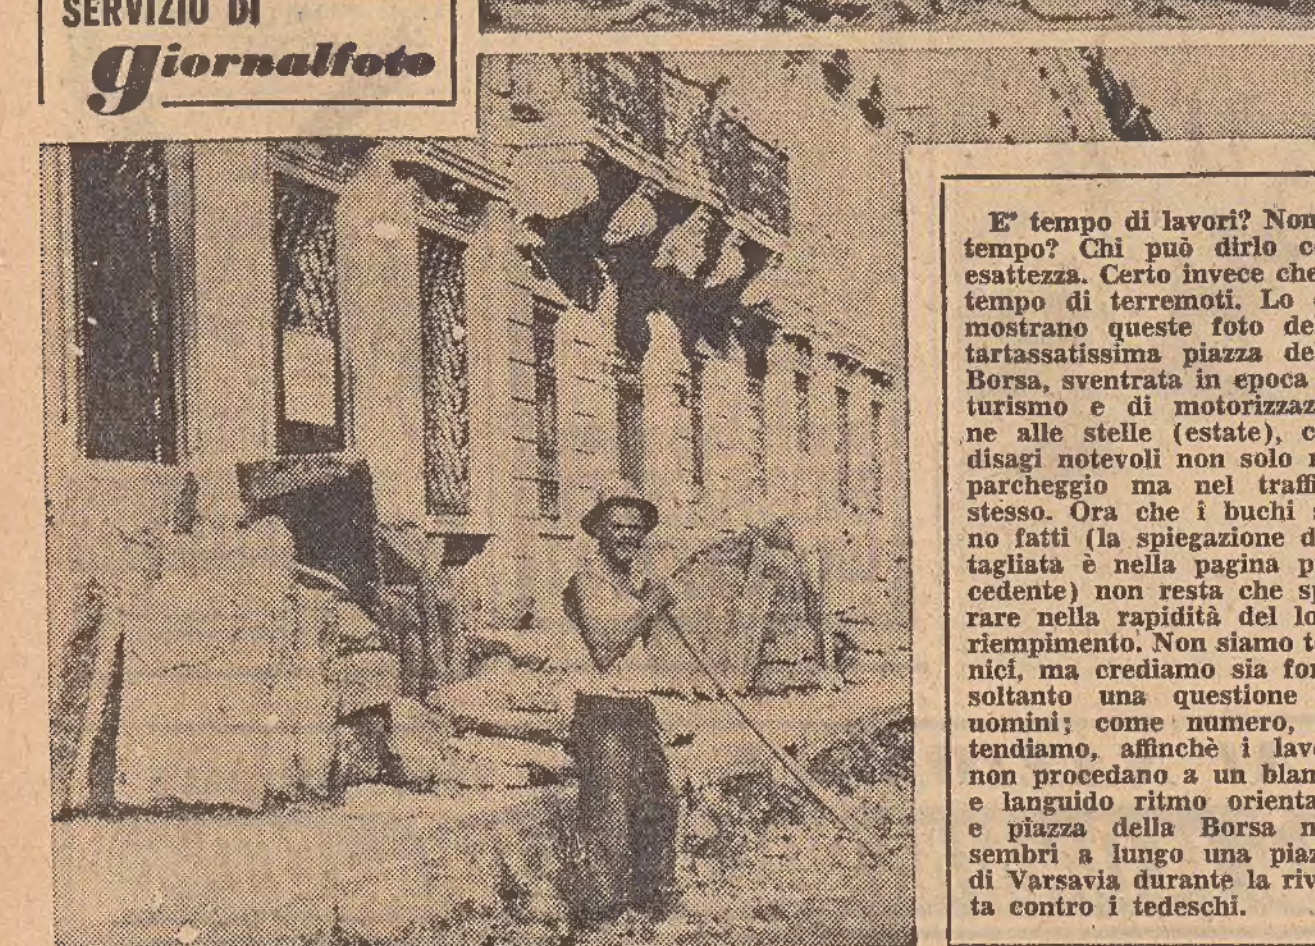 SERVIZIO DI
giornalfoto
E' tempo di lavori? Non
tempo? Chi può dirlo c
esattezza. Certo invece che
tempo di terremoti. Lo
mostrano queste foto de
tartassatissima piazza de
Borsa, sventrata in epoca
turismo e di motorizzaz
ne alle stelle (estate), c
disagi notevoli non solo n
parcheggio ma nel traffi
stesso. Ora che i buchi s
no fatti (la spiegazione d
tagliata è nella pagina p
cedente) non resta che sp
rare nella rapidità del lo
riempimento. Non siamo t
nici, ma crediamo sia for
soltanto una questione
uomini; come numero,
tendiamo, affinchè i lavo
non procedano a un blan
e languido ritmo orienta
e piazza della Borsa n
sembri a lungo una piaz
di Varsavia durante la riv
ta contro i tedeschi.